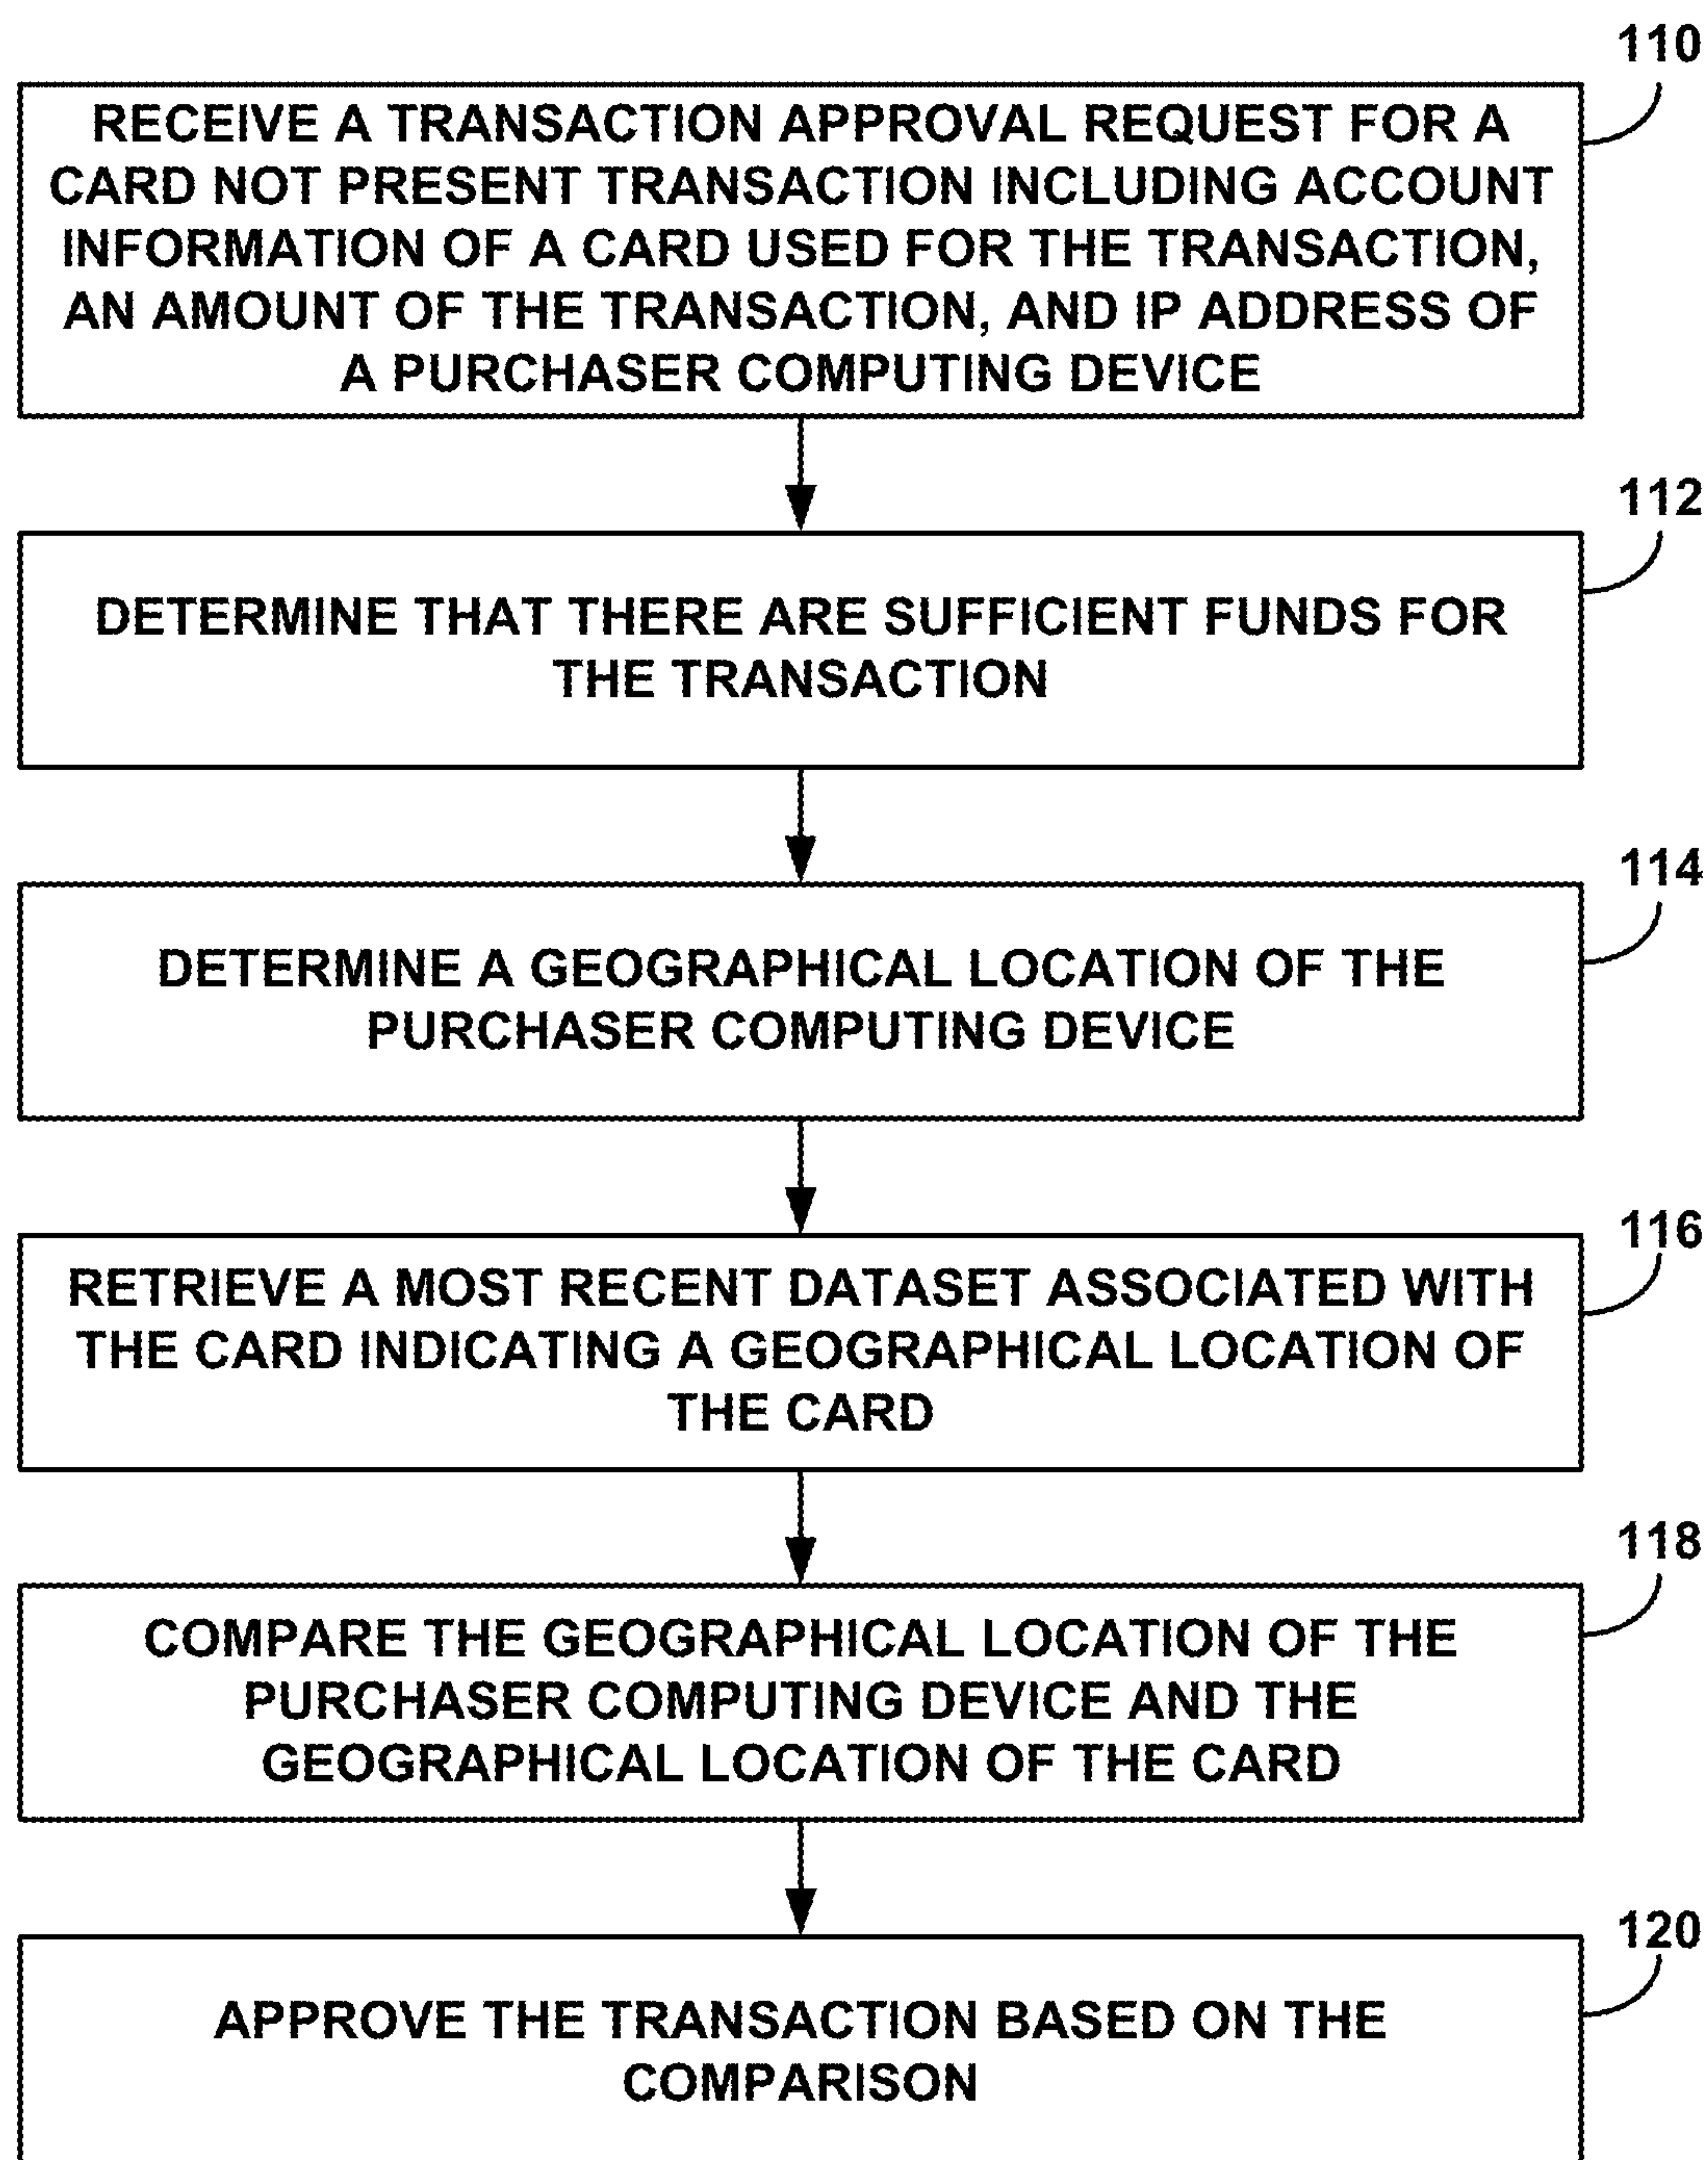 110
RECEIVE A TRANSACTION APPROVAL REQUEST FOR A
CARD NOT PRESENT TRANSACTION INCLUDING ACCOUNT
INFORMATION OF A CARD USED FOR THE TRANSACTION,
AN AMOUNT OF THE TRANSACTION, AND IP ADDRESS OF
A PURCHASER COMPUTING DEVICE
112
DETERMINE THAT THERE ARE SUFFICIENT FUNDS FOR
THE TRANSACTION
114
DETERMINE A GEOGRAPHICAL LOCATION OF THE
PURCHASER COMPUTING DEVICE
116
RETRIEVE A MOST RECENT DATASET ASSOCIATED WITH
THE CARD INDICATING A GEOGRAPHICAL LOCATION OF
THE CARD
118
COMPARE THE GEOGRAPHICAL LOCATION OF THE
PURCHASER COMPUTING DEVICE AND THE
GEOGRAPHICAL LOCATION OF THE CARD
120
APPROVE THE TRANSACTION BASED ON THE
COMPARISON